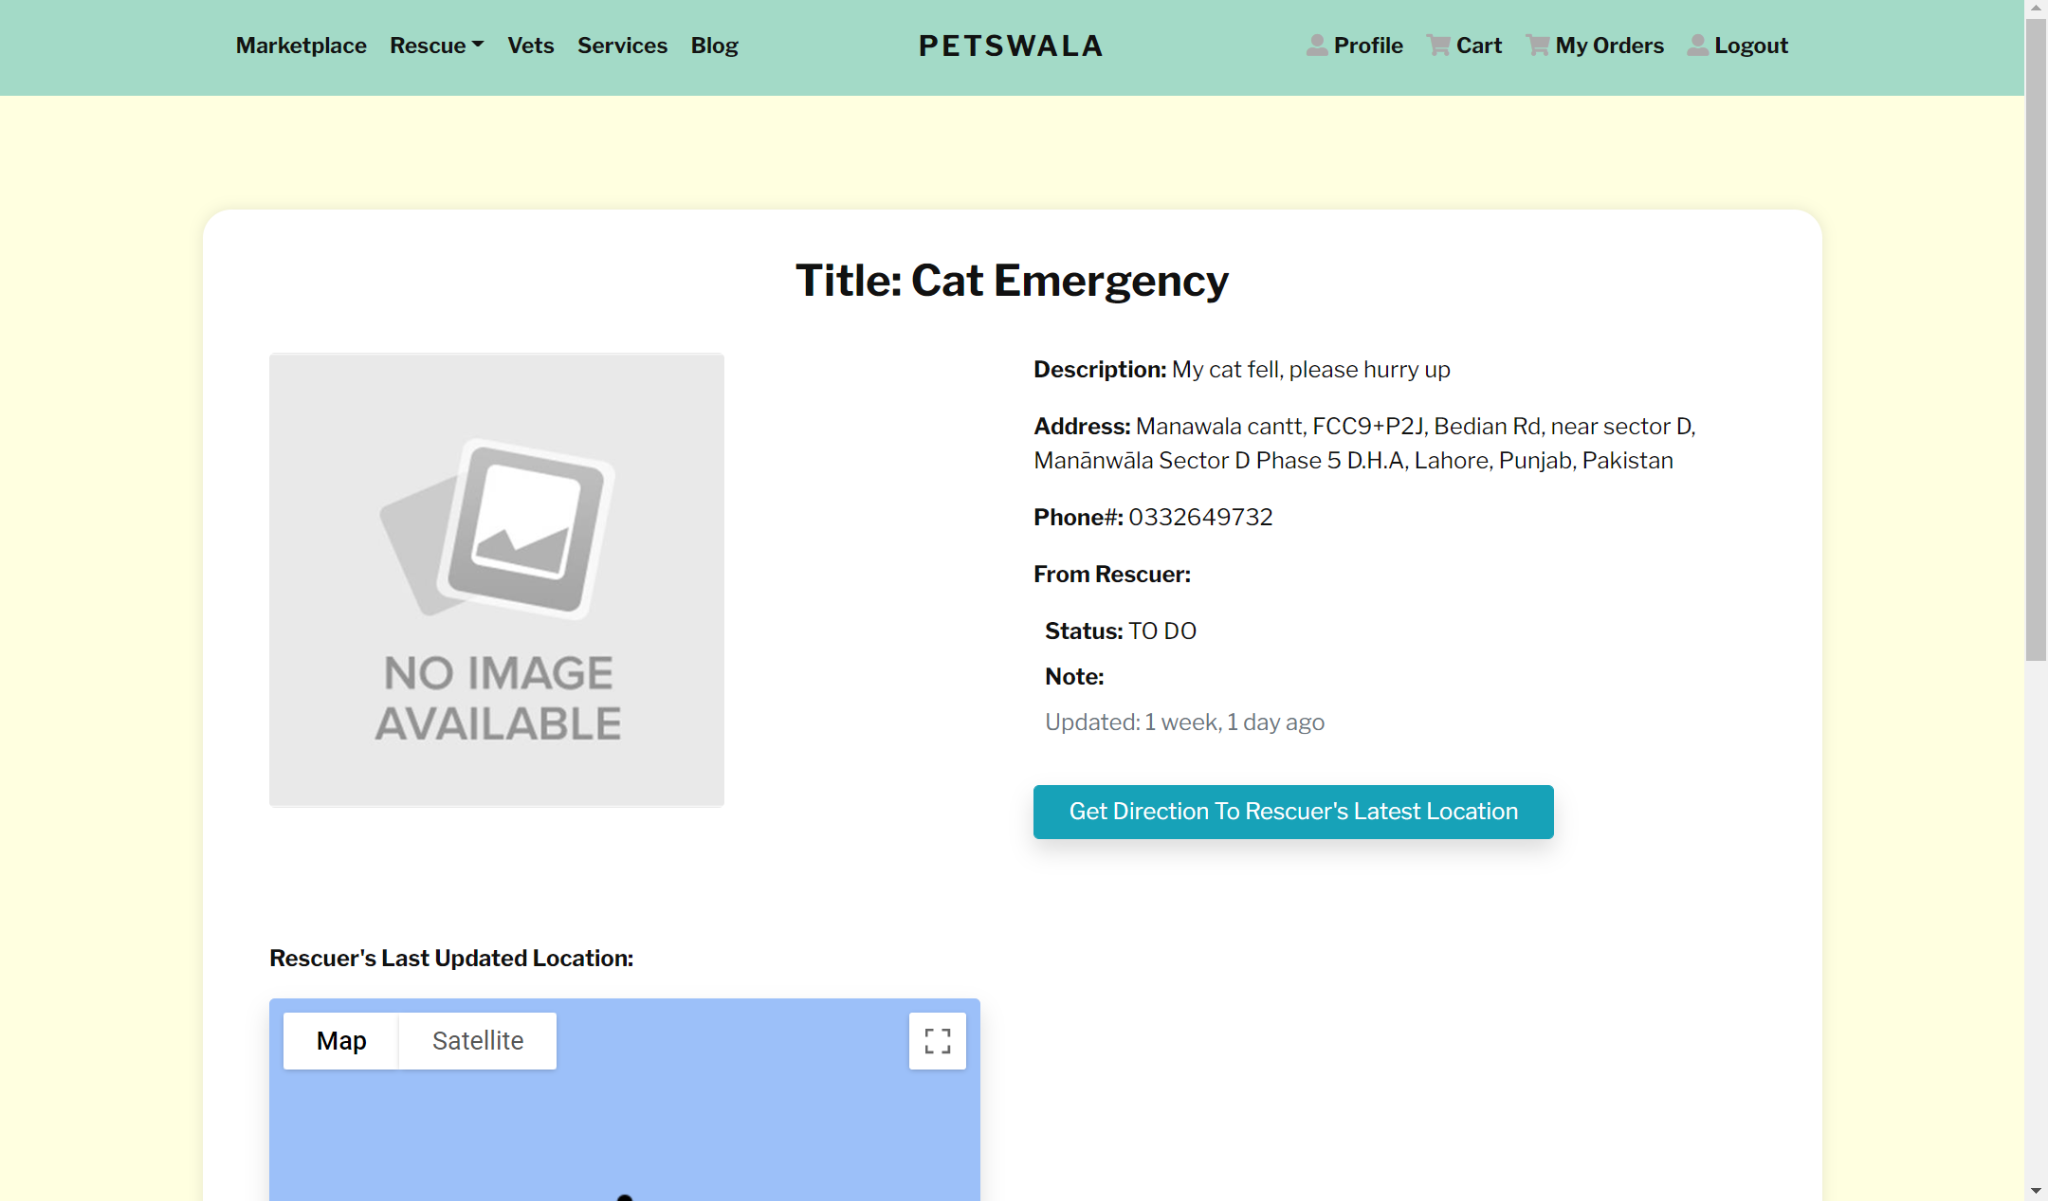 Marketplace Rescue Vets Services Blog PETSWALA Profile Cart My Orders Logout
Title: Cat Emergency
NO IMAGE
AVAILABLE
Description: My cat fell, please hurry up
Address: Manawala cantt, FCC9+P2J, Bedian Rd, near sector D,
Manānwāla Sector D Phase 5 D.H.A, Lahore, Punjab, Pakistan
Phone#: 0332649732
From Rescuer:
Status: TO DO
Note:
Updated: 1 week, 1 day ago
Get Direction To Rescuer's Latest Location
Rescuer's Last Updated Location:
Map Satellite